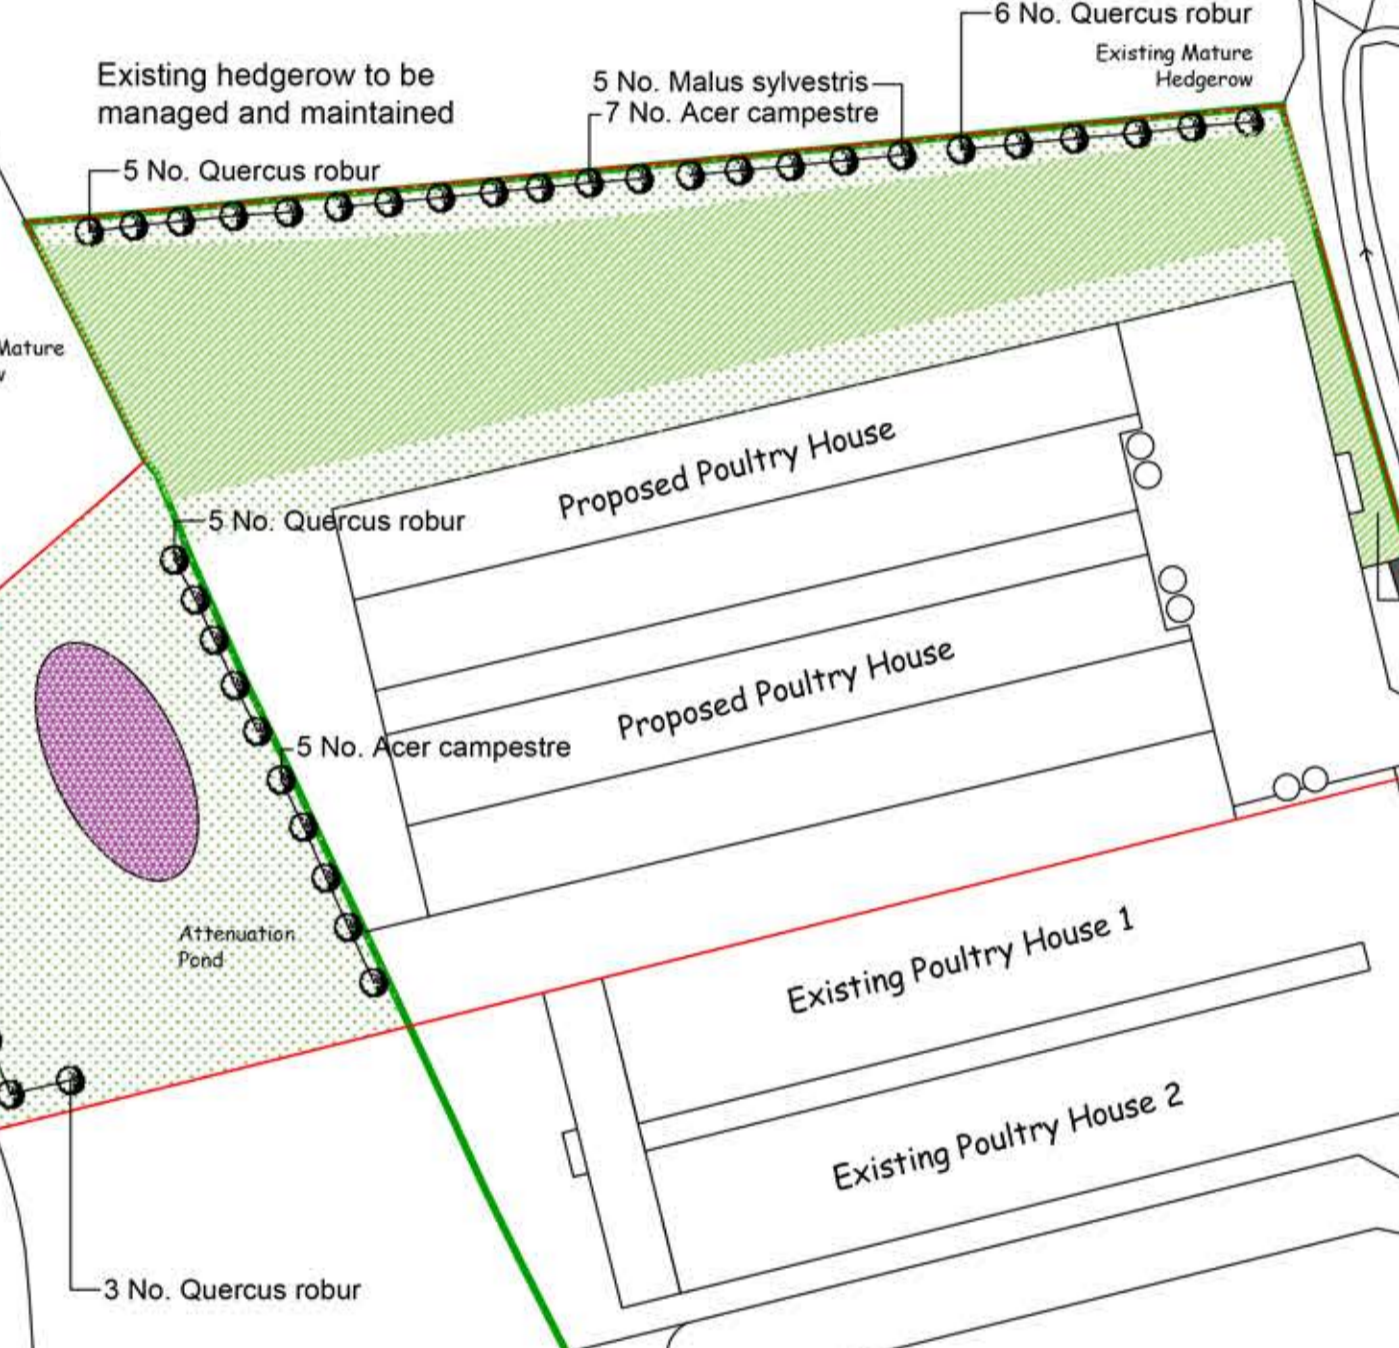 6 No. Quercus robur
Existing Mature
Hedgerow
Existing hedgerow to be
managed and maintained
5 No. Malus sylvestris
7 No. Acer campestre
5 No. Quercus robur
Mature
Proposed Poultry House
5 No. Quercus robur
Proposed Poultry House
5 No. Acer campestre
Attenuation
Pond
Existing Poultry House 1
Existing Poultry House 2
3 No. Quercus robur